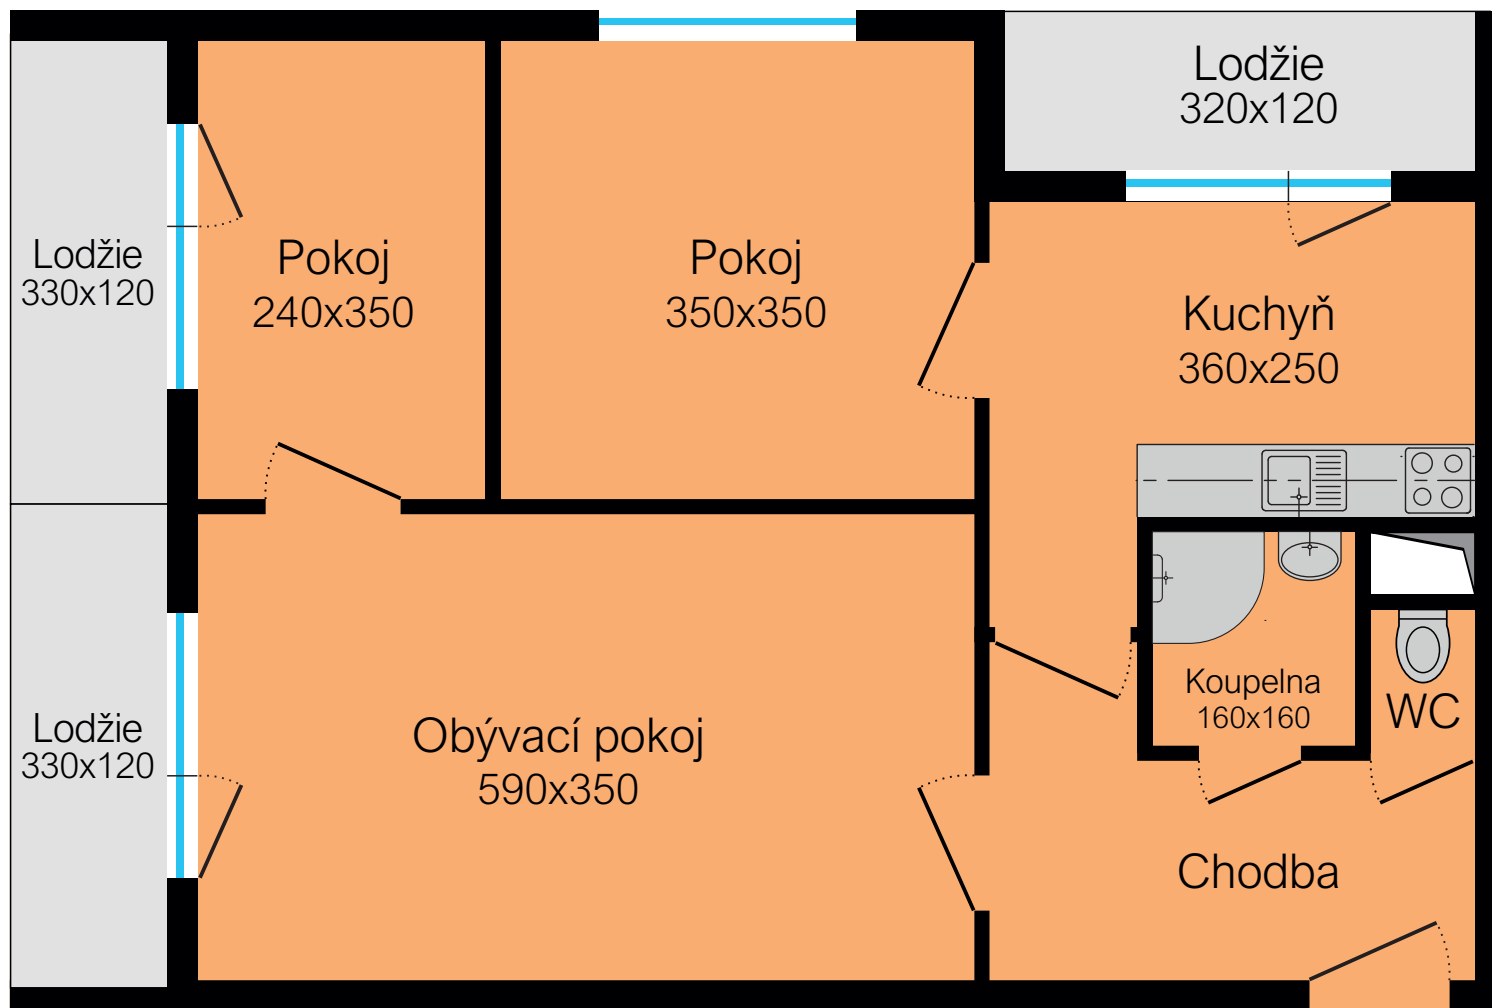 Lodžie
320x120
Lodžie
330x120
Pokoj
240x350
Pokoj
350x350
Kuchyň
360x250
Lodžie
330x120
Obývací pokoj
590x350
Koupelna
160x160
WC
Chodba